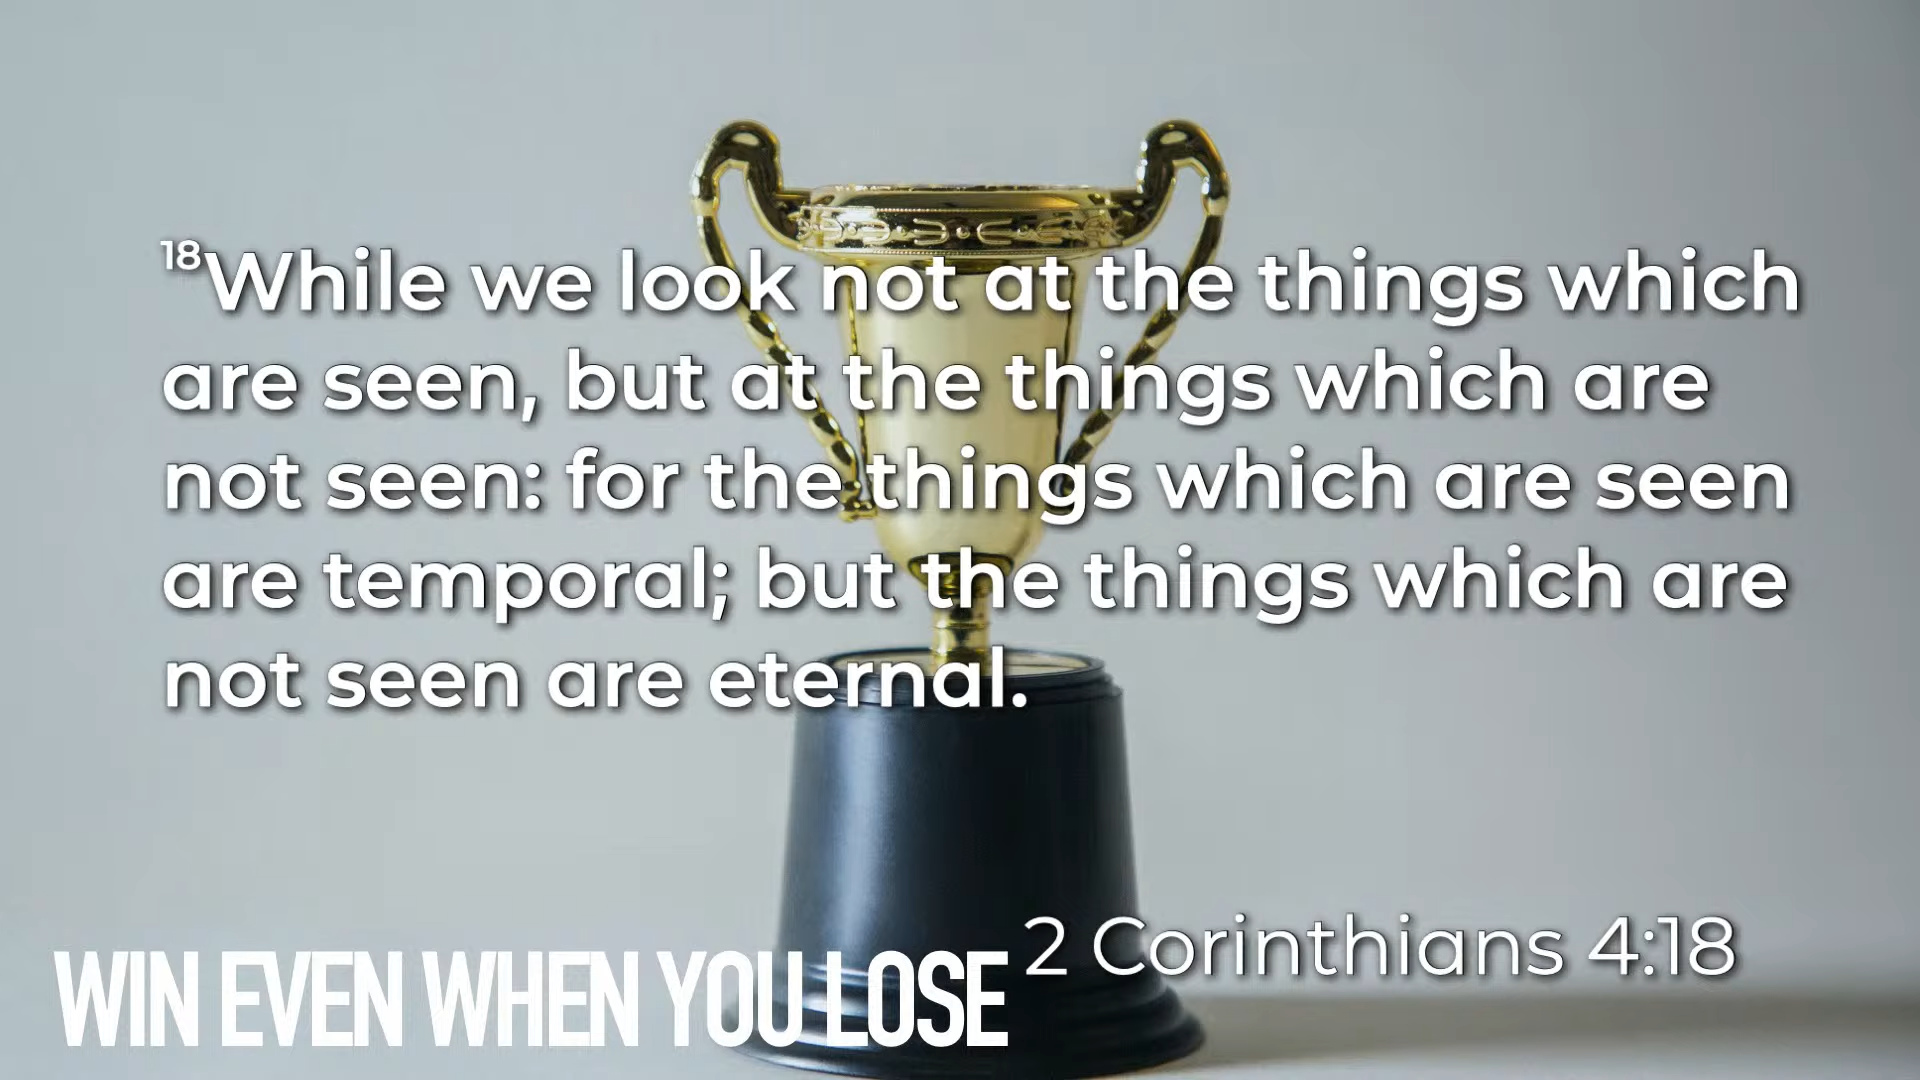 18While we look not at the things which
are seen, but at the things which are
not seen: for the things which are seen
are temporal; but the things which are
not seen are eternal.
2 Corinthians 4:18
WIN EVEN WHEN YOU LOSE